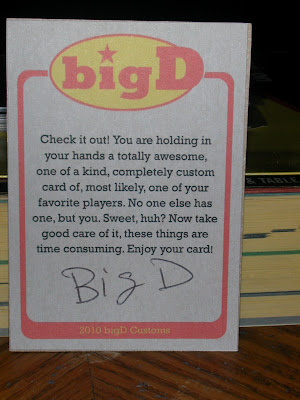 bigD
Check it out! You are holding in
your hands a totally awesome,
one of a kind, completely custom
card of, most likely, one of your
favorite players. No one else has
one, but you. Sweet, huh? Now take
good care of it, these things are
time consuming. Enjoy your card!
Big D
2010 bigD Customs
& TABLE